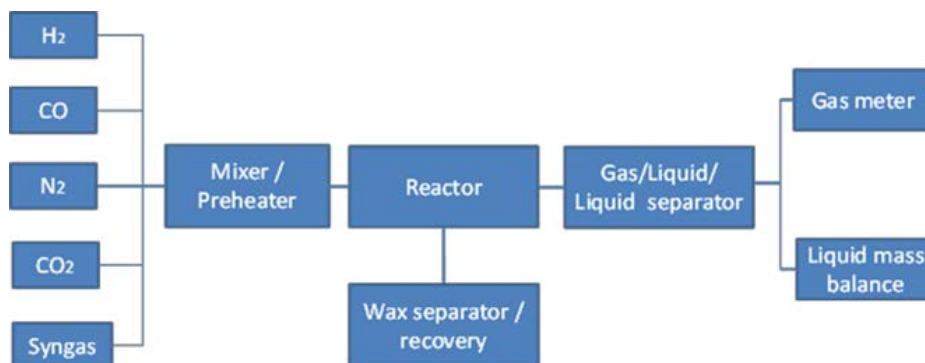 H2
CO
N2
CO2
Syngas
Mixer /
Preheater
Reactor
Wax separator /
recovery
Gas/Liquid/
Liquid separator
Gas meter
Liquid mass
balance